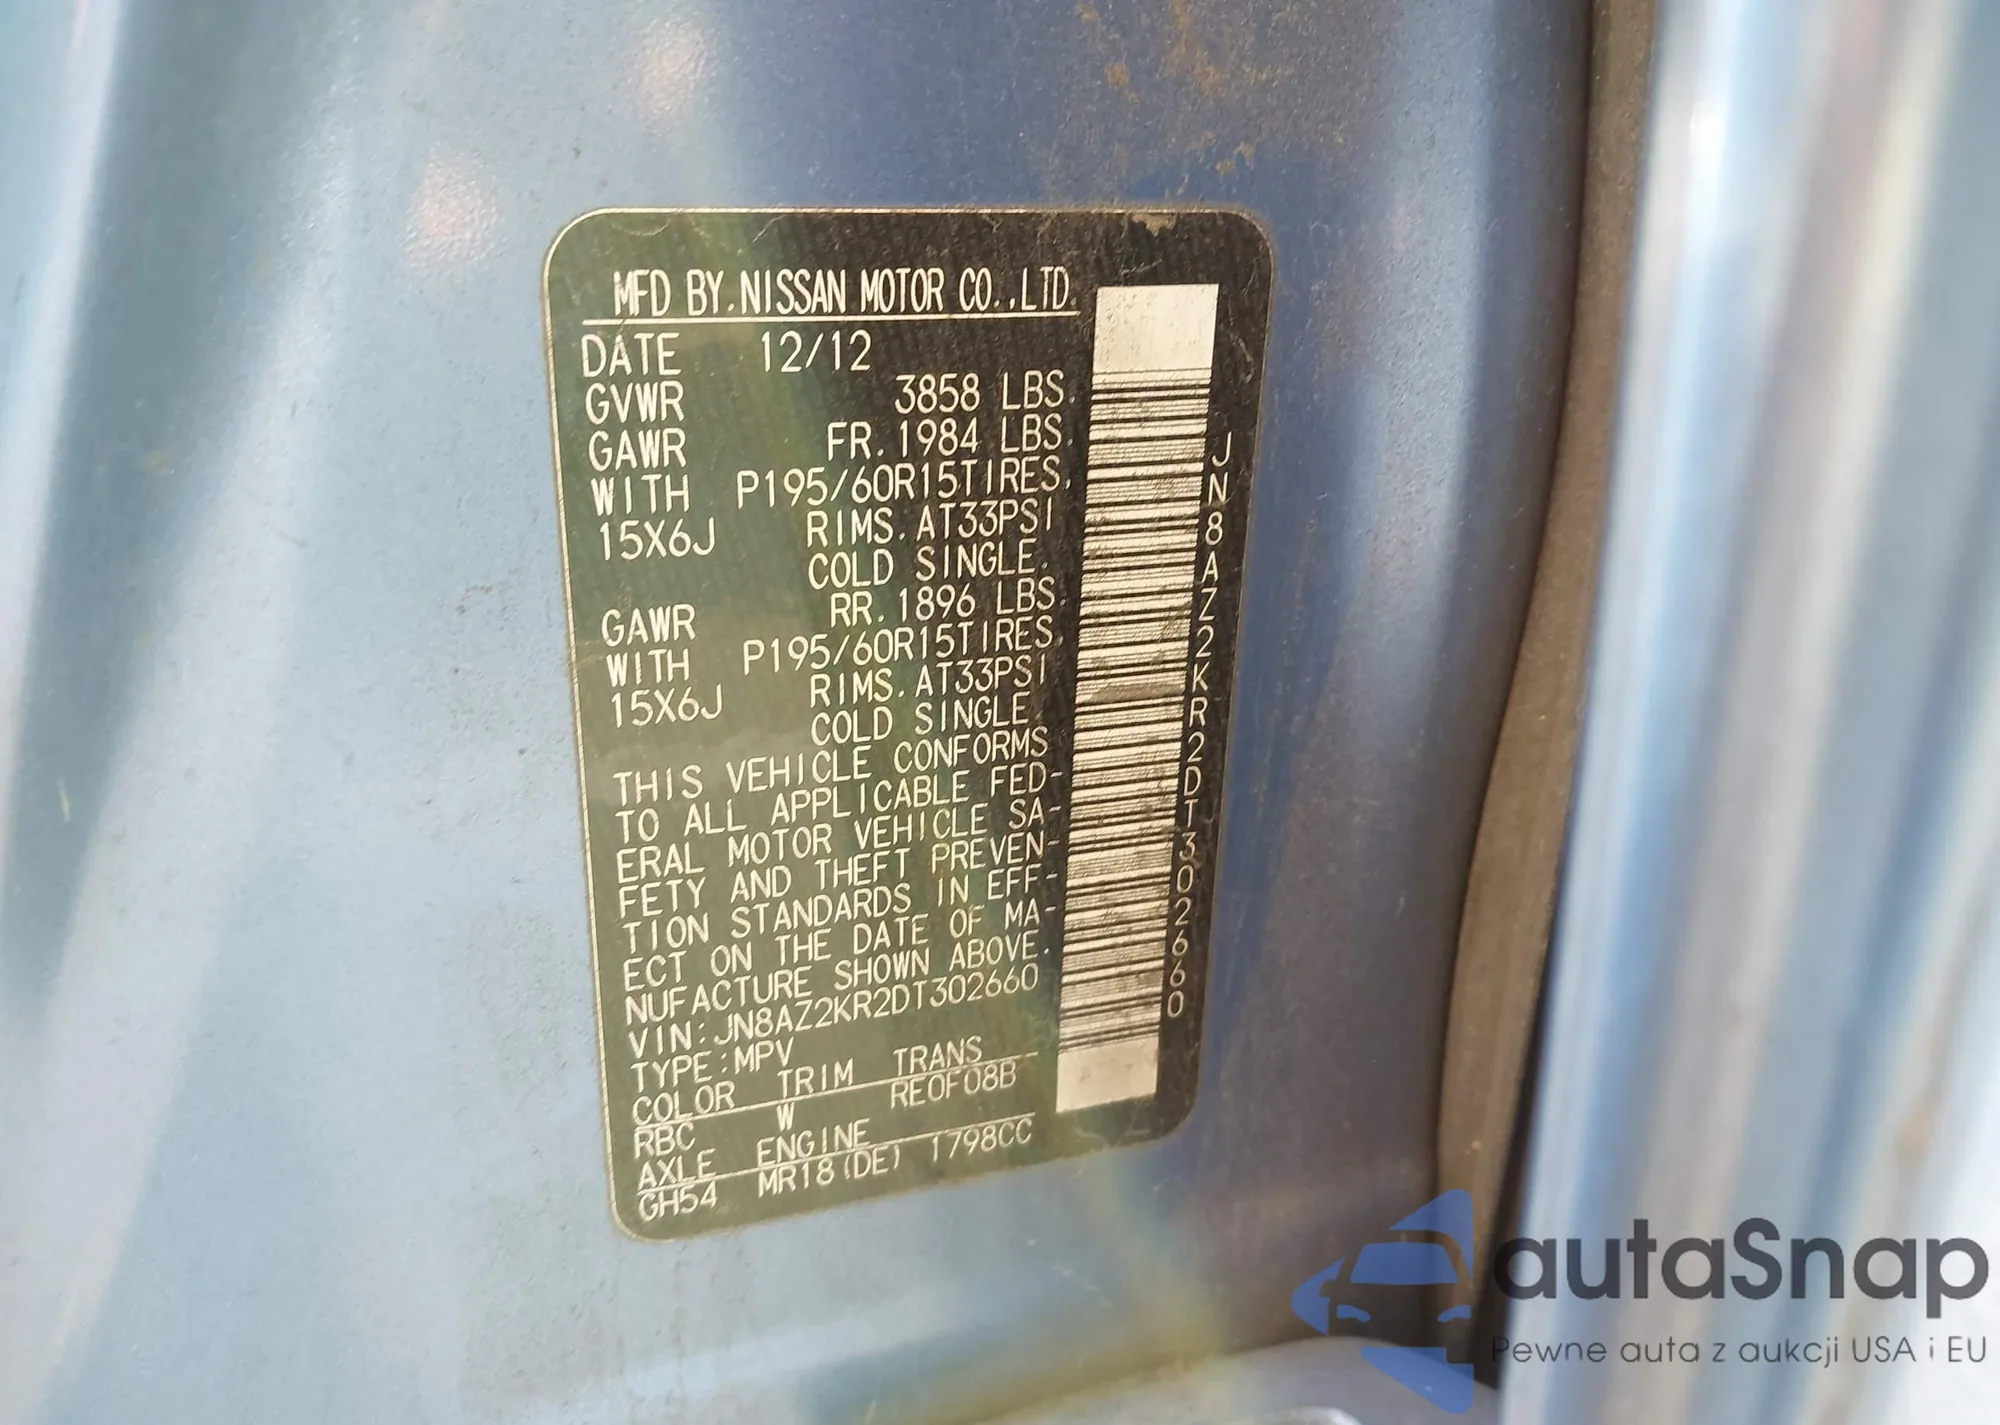 MFD BY.NISSAN MOTOR CO.,LTD.
DATE 12/12
GVWR 3858 LBS.
GAWR FR. 1984 LBS.
WITH P195/60R15TIRES,
15X6J RIMS. AT33PSI
COLD SINGLE.
GAWR RR. 1896 LBS.
WITH P195/60R15TIRES,
15X6J RIMS. AT33PSI
COLD SINGLE.
THIS VEHICLE CONFORMS
TO ALL APPLICABLE FED-
ERAL MOTOR VEHICLE SA-
FETY AND THEFT PREVEN-
TION STANDARDS IN EFF-
ECT ON THE DATE OF MA-
NUFACTURE SHOWN ABOVE.
VIN:JN8AZ2KR2DT302660
TYPE:MPV
COLOR TRIM TRANS
RBC W RE0F08B
AXLE ENGINE
GH54 MR18(DE) 1798CC
JN8AZ2KR2DT302660
autaSnap
Pewne auta z aukcji USA i EU